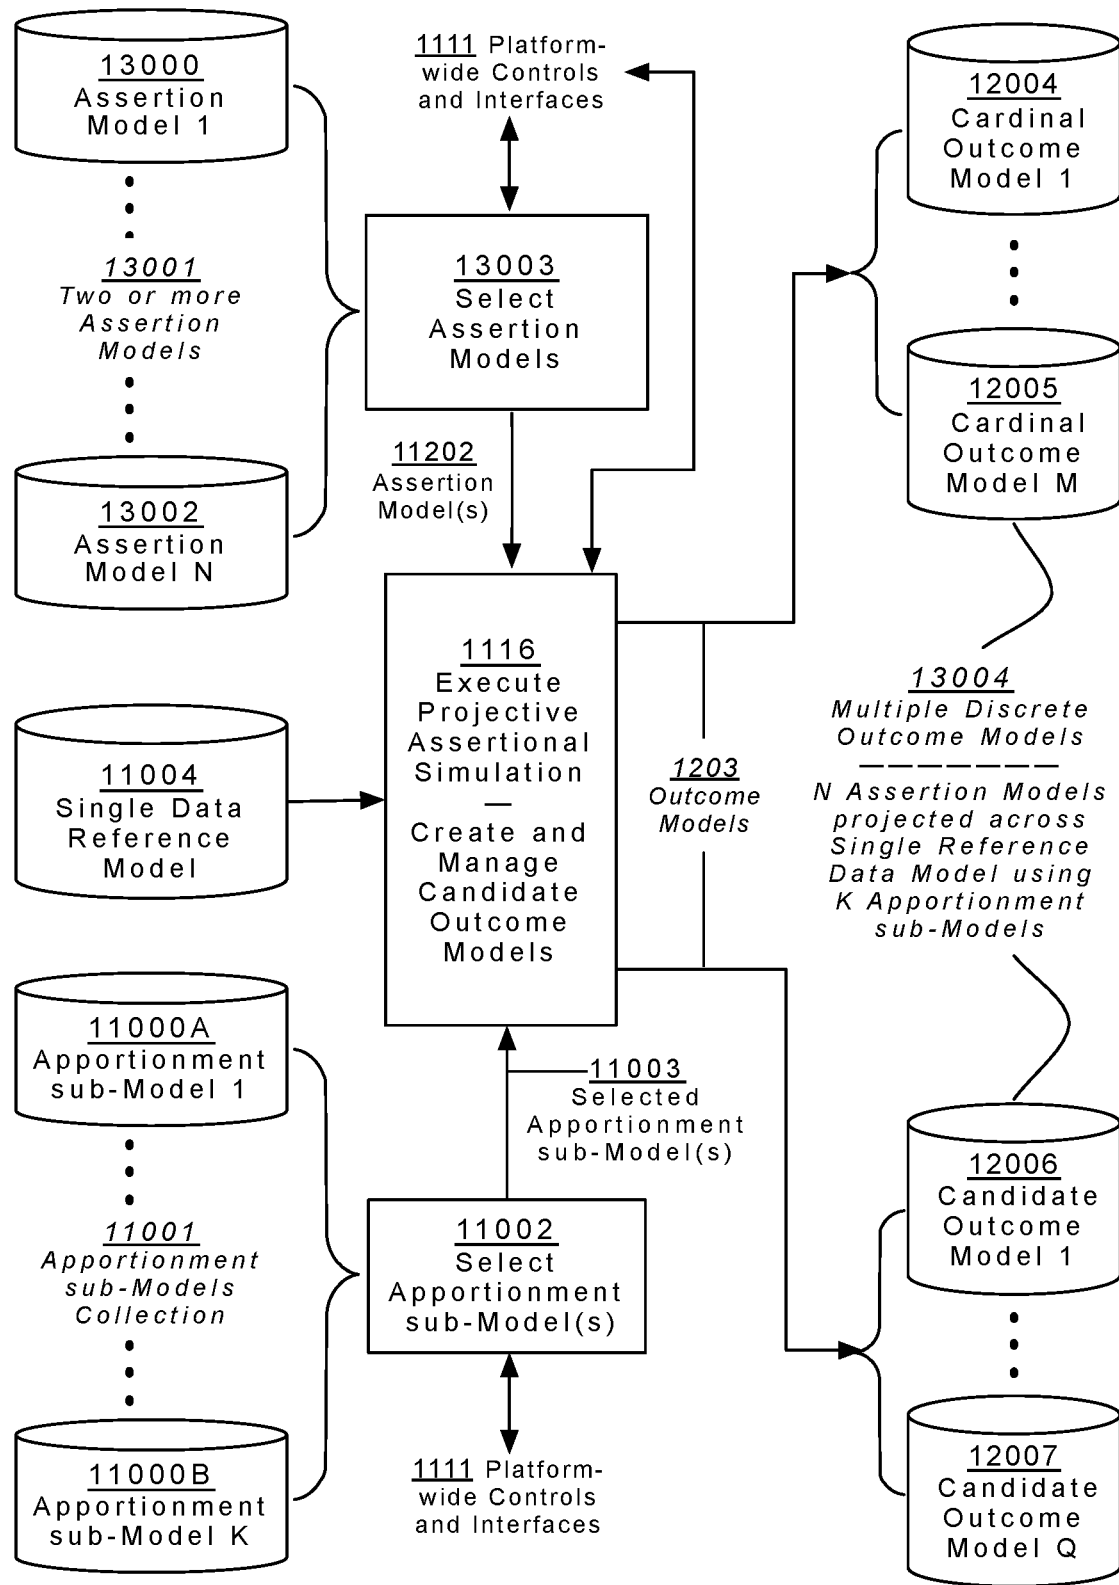 13000
Assertion
Model 1
13001
Two or more
Assertion
Models
13002
Assertion
Model N
11004
Single Data
Reference
Model
11000A
Apportionment
sub-Model 1
11001
Apportionment
sub-Models
Collection
11000B
Apportionment
sub-Model K
1111 Platform-
wide Controls
and Interfaces
13003
Select
Assertion
Models
11202
Assertion
Model(s)
1116
Execute
Projective
Assertional
Simulation
—
Create and
Manage
Candidate
Outcome
Models
11003
Selected
Apportionment
sub-Model(s)
11002
Select
Apportionment
sub-Model(s)
1111 Platform-
wide Controls
and Interfaces
1203
Outcome
Models
12004
Cardinal
Outcome
Model 1
12005
Cardinal
Outcome
Model M
13004
Multiple Discrete
Outcome Models
———————
N Assertion Models
projected across
Single Reference
Data Model using
K Apportionment
sub-Models
12006
Candidate
Outcome
Model 1
12007
Candidate
Outcome
Model Q